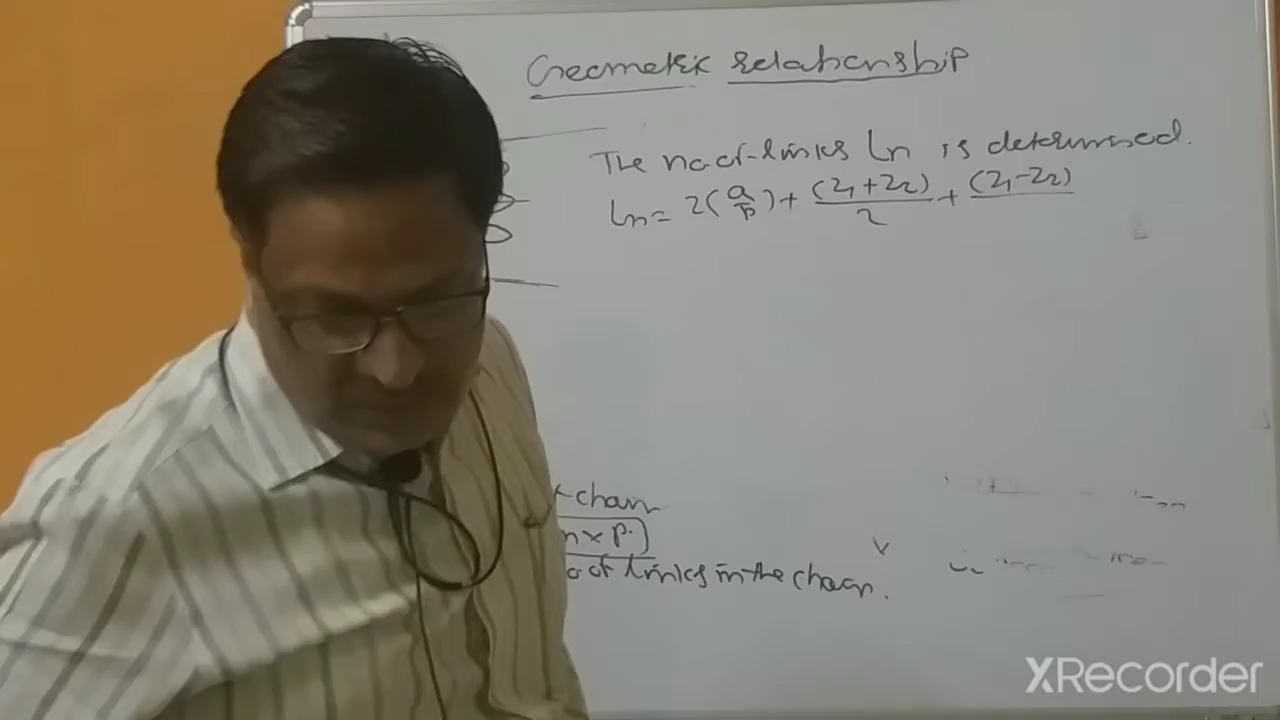 Geometric relationship
The no of links Ln is determined.
Ln = 2(a/p) + (z1+z2)/2 + (z1-z2)
chain
n x p.)
o of links in the chain.
XRecorder